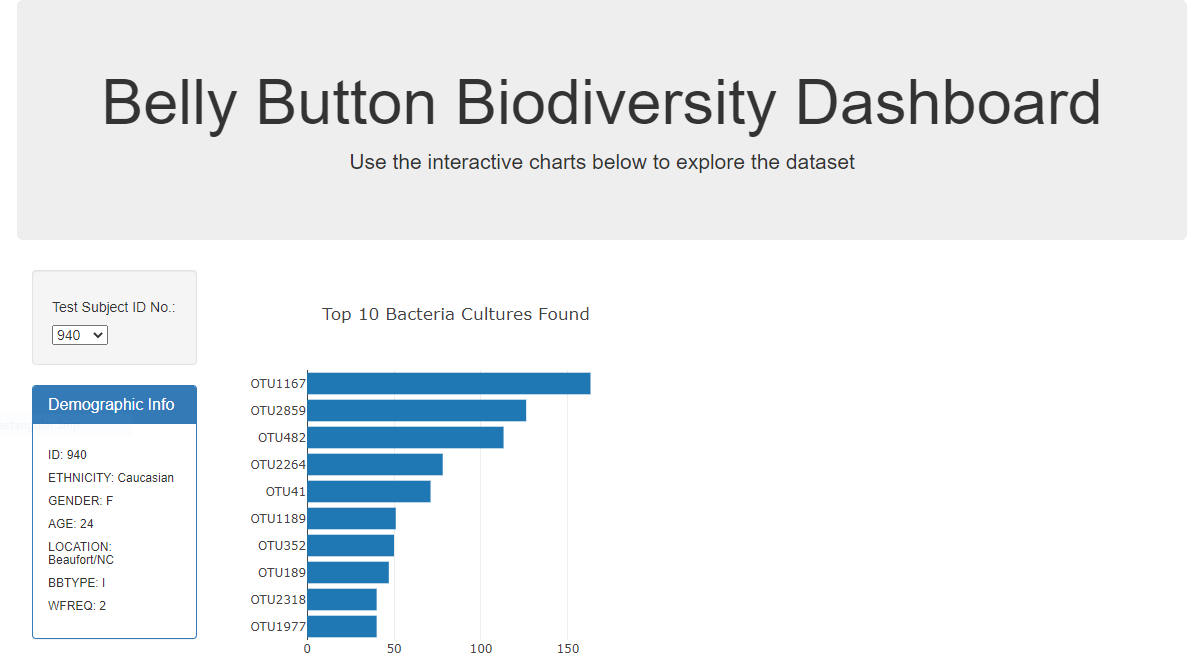 Belly Button Biodiversity Dashboard
Use the interactive charts below to explore the dataset
Test Subject ID No.:
940
Demographic Info
ID: 940
ETHNICITY: Caucasian
GENDER: F
AGE: 24
LOCATION:
Beaufort/NC
BBTYPE: I
WFREQ: 2
Top 10 Bacteria Cultures Found
OTU1167
OTU2859
OTU482
OTU2264
OTU41
OTU1189
OTU352
OTU189
OTU2318
OTU1977
0 50 100 150